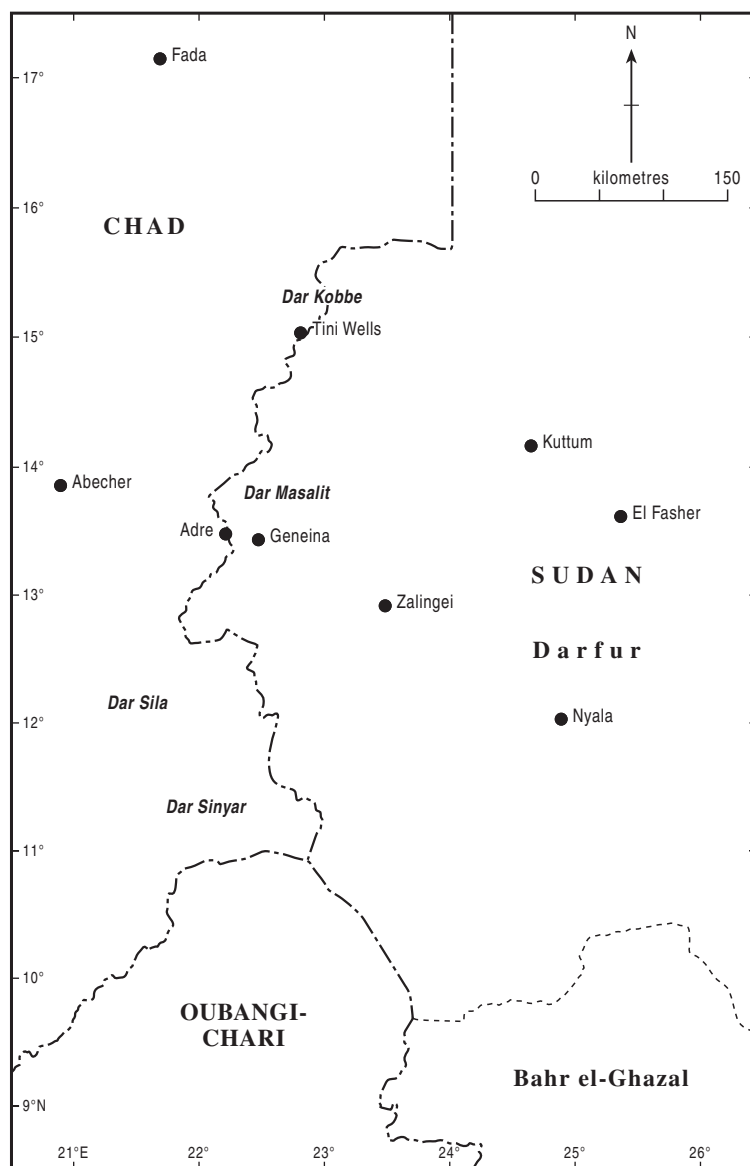 Fada
N
17°
0 kilometres 150
16°
CHAD
Dar Kobbe
Tini Wells
15°
Kuttum
14°
Abecher
Dar Masalit
El Fasher
Adre
Geneina
SUDAN
13°
Zalingei
Darfur
Dar Sila
12°
Nyala
Dar Sinyar
11°
10°
OUBANGI-
CHARI
Bahr el-Ghazal
9°N
21°E 22° 23° 24° 25° 26°